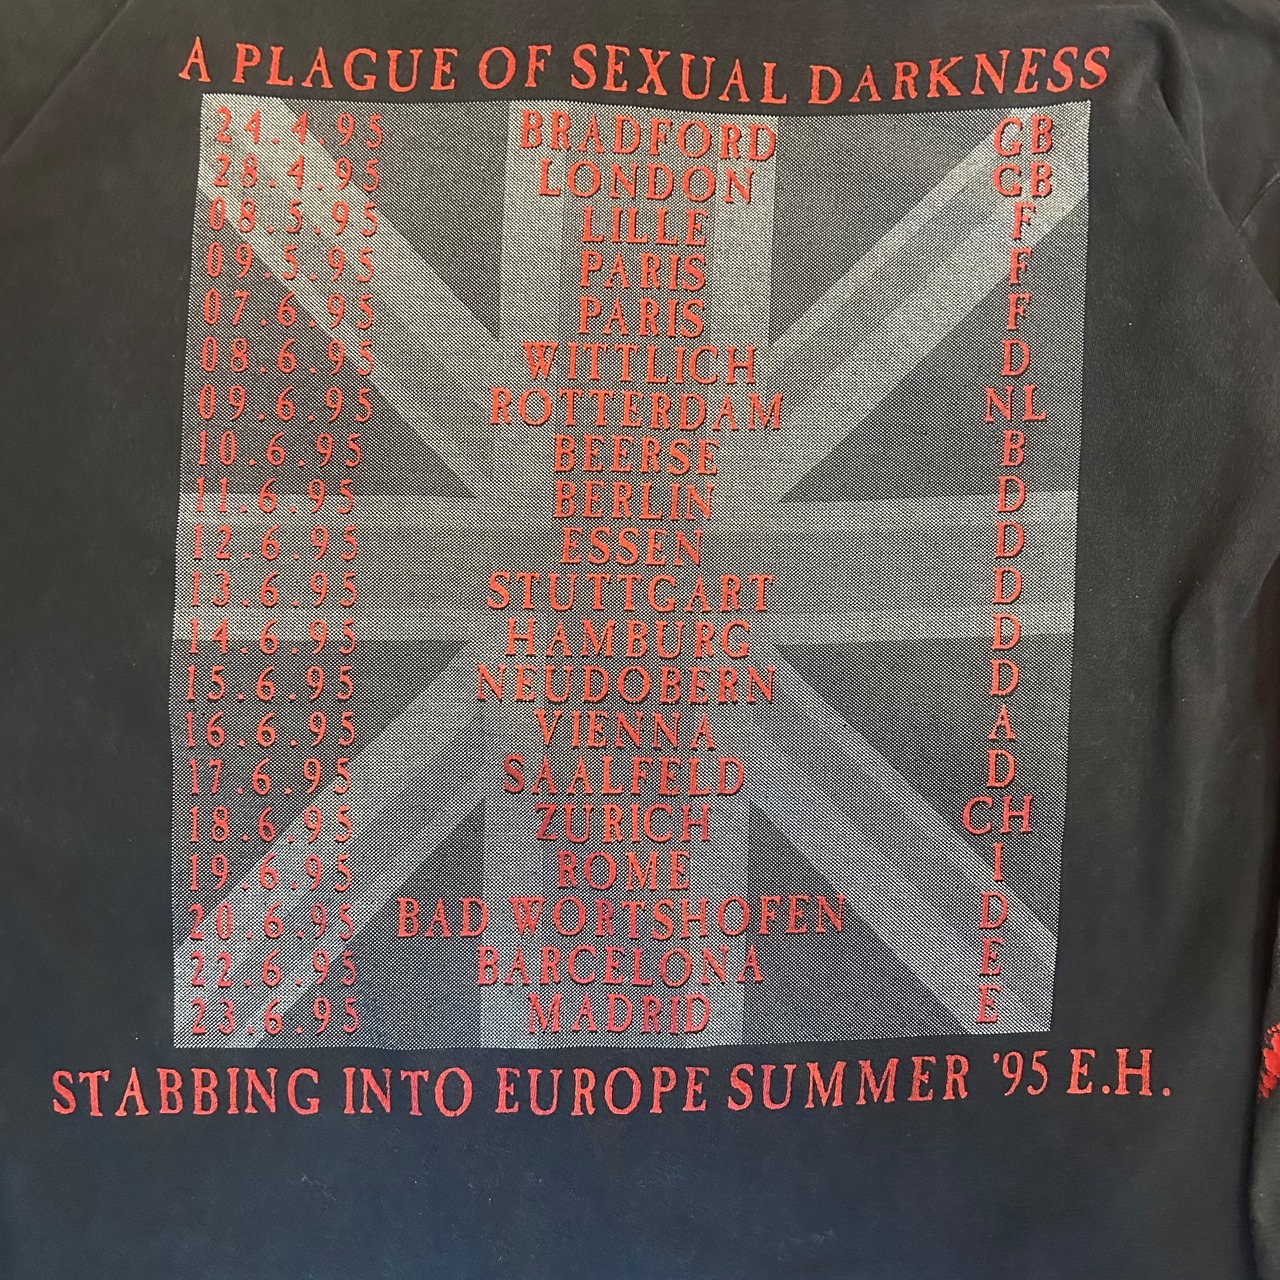 A PLAGUE OF SEXUAL DARKNESS
24.4.95 BRADFORD GB
28.4.95 LONDON GB
08.5.95 LILLE F
09.5.95 PARIS F
07.6.95 PARIS F
08.6.95 WITTLICH D
09.6.95 ROTTERDAM NL
10.6.95 BEERSE B
11.6.95 BERLIN D
12.6.95 ESSEN D
13.6.95 STUTTGART D
14.6.95 HAMBURG D
15.6.95 NEUDOBERN D
16.6.95 VIENNA A
17.6.95 SAALFELD D
18.6.95 ZURICH CH
19.6.95 ROME I
20.6.95 BAD WORTSHOFEN D
22.6.95 BARCELONA E
23.6.95 MADRID E
STABBING INTO EUROPE SUMMER '95 E.H.